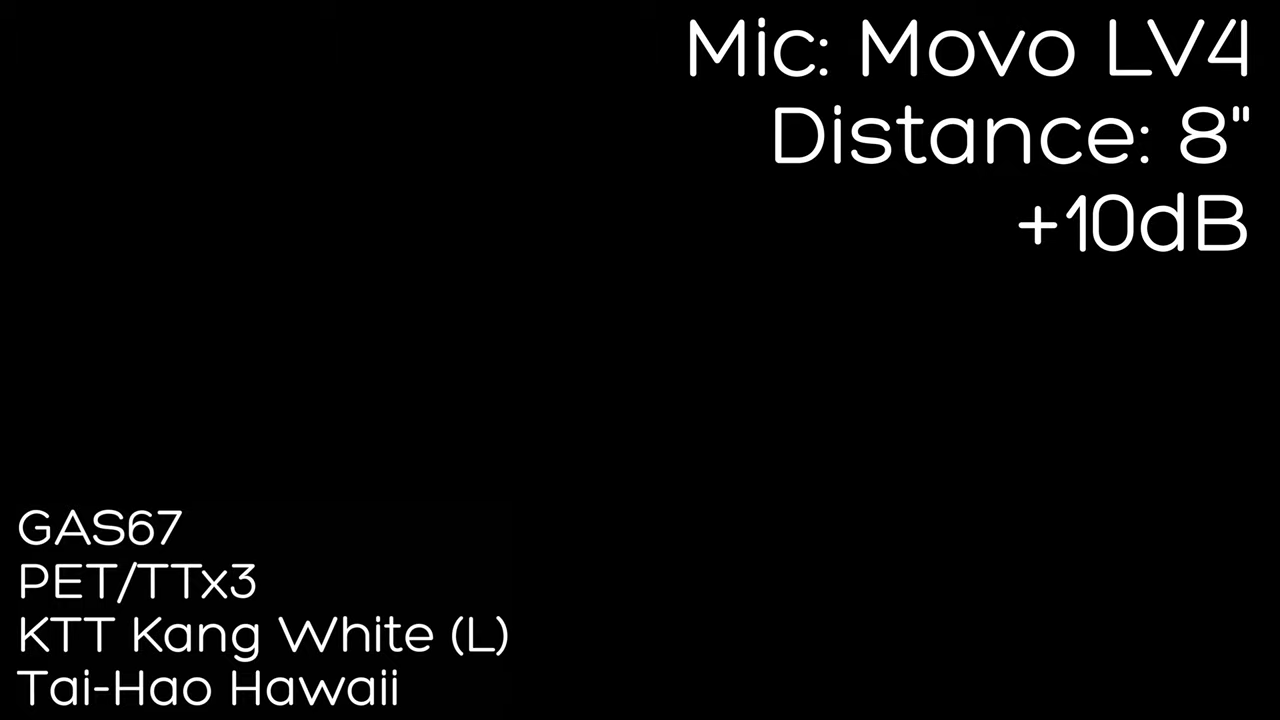 Mic: Movo LV4
Distance: 8"
+10dB
GAS67
PET/TTx3
KTT Kang White (L)
Tai-Hao Hawaii